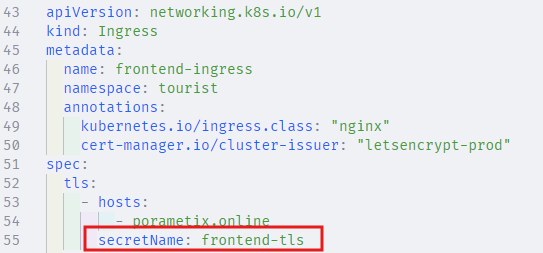 43 apiVersion: networking.k8s.io/v1
44 kind: Ingress
45 metadata:
46 name: frontend-ingress
47 namespace: tourist
48 annotations:
49 kubernetes.io/ingress.class: "nginx"
50 cert-manager.io/cluster-issuer: "letsencrypt-prod"
51 spec:
52 tls:
53 - hosts:
54 - porametix.online
55 secretName: frontend-tls